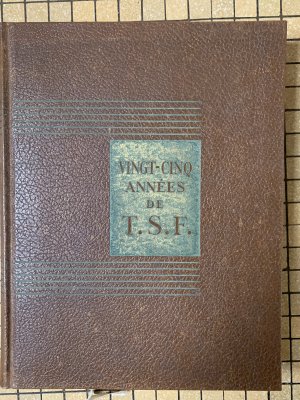 VINGT-CINQ
ANNÉES
DE
T.S.F.